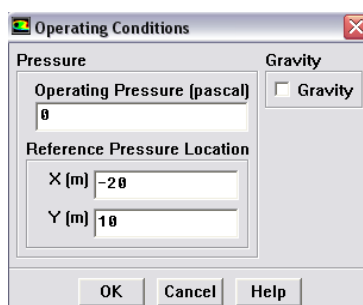 Operating Conditions
Pressure
Operating Pressure (pascal)
0
Reference Pressure Location
X (m) -20
Y (m) 10
Gravity
Gravity
OK Cancel Help